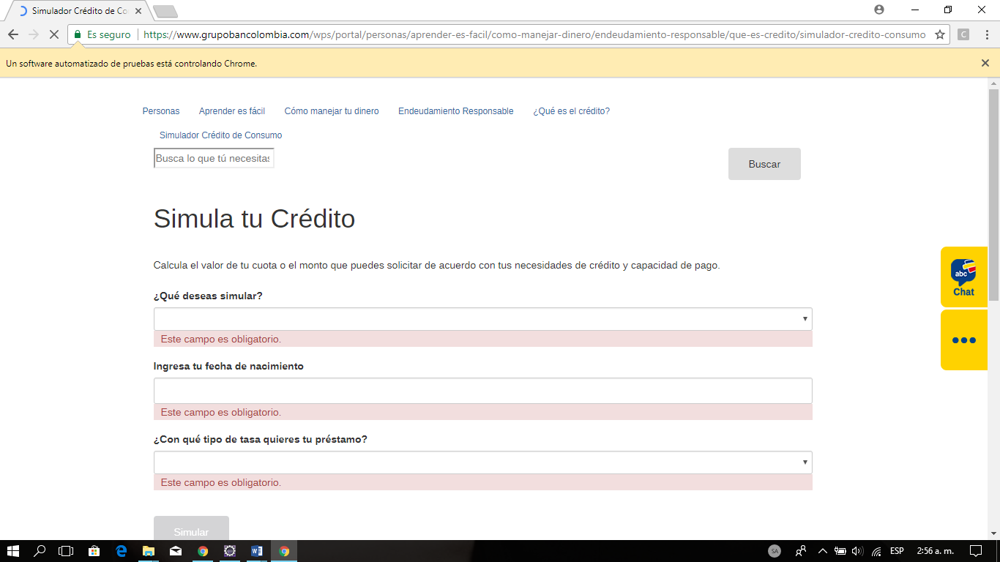 Simulador Crédito de Co
Es seguro
https://www.grupobancolombia.com/wps/portal/personas/aprender-es-facil/como-manejar-dinero/endeudamiento-responsable/que-es-credito/simulador-credito-consumo
C
Un software automatizado de pruebas está controlando Chrome.
Personas Aprender es fácil Cómo manejar tu dinero Endeudamiento Responsable ¿Qué es el crédito?
Simulador Crédito de Consumo
Busca lo que tú necesitas
Buscar
Simula tu Crédito
Calcula el valor de tu cuota o el monto que puedes solicitar de acuerdo con tus necesidades de crédito y capacidad de pago.
abc
Chat
¿Qué deseas simular?
Este campo es obligatorio.
Ingresa tu fecha de nacimiento
Este campo es obligatorio.
¿Con qué tipo de tasa quieres tu préstamo?
Este campo es obligatorio.
Simular
SA ESP 2:56 a. m.